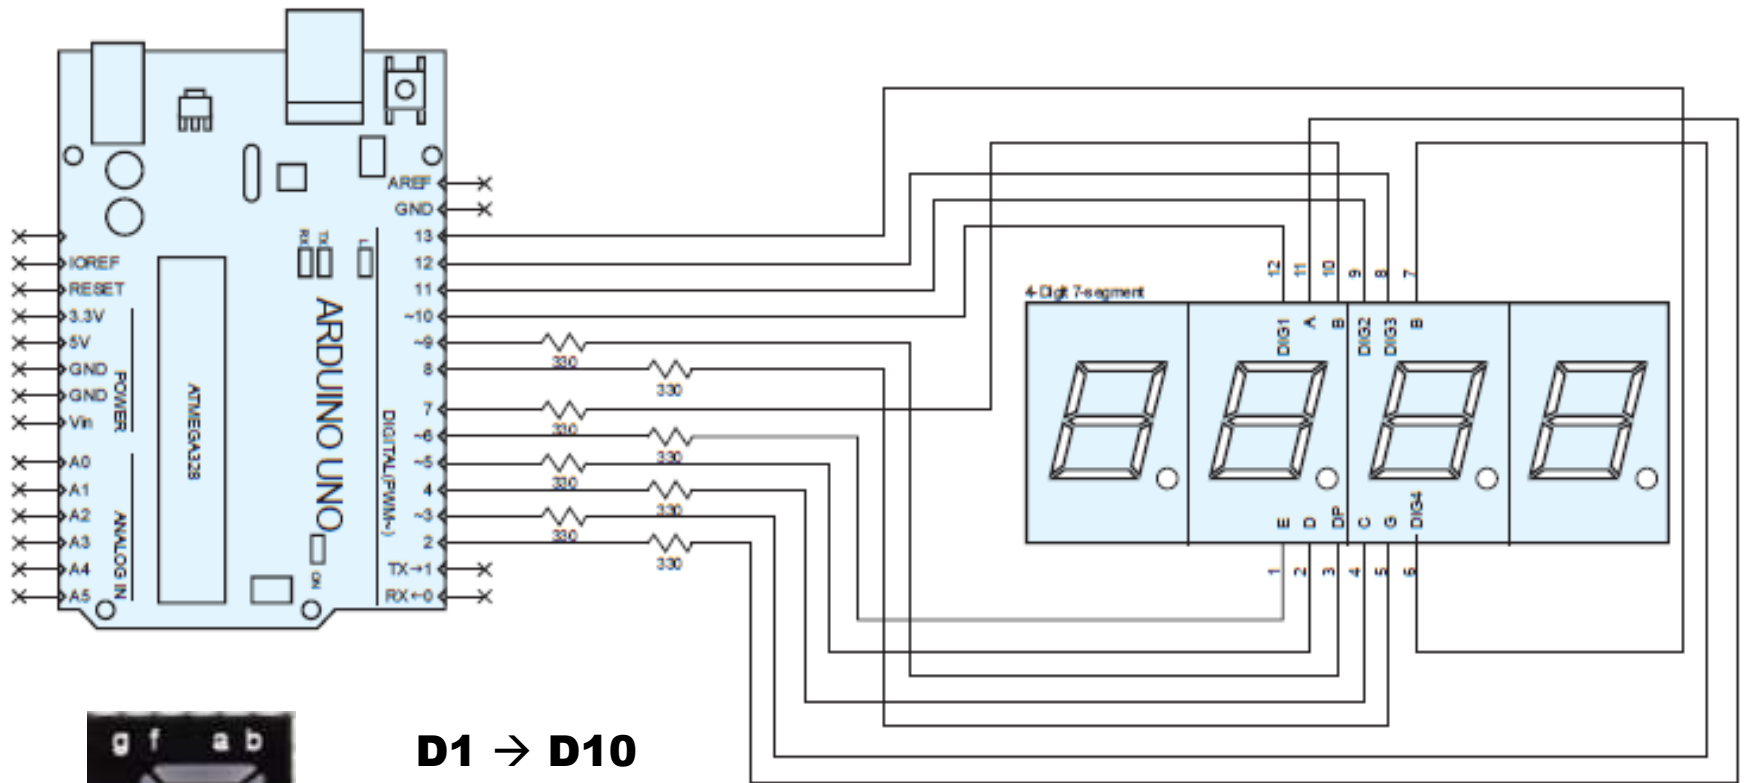 AREF
GND
13
12
11
~10
~9
8
7
~6
~5
4
~3
2
TX→1
RX←0
IOREF
RESET
3.3V
5V
GND
GND
Vin
A0
A1
A2
A3
A4
A5
POWER
ANALOG IN
ATMEGA328
RX
TX
L
ARDUINO UNO
DIGITAL(PWM~)
ON
330
330
330
330
330
330
330
330
4-Digit 7-segment
12
11
10
9
8
7
DIG1
A
B
DIG2
DIG3
B
E
D
DP
C
G
DIG4
1
2
3
4
5
6
g f a b
D1 → D10